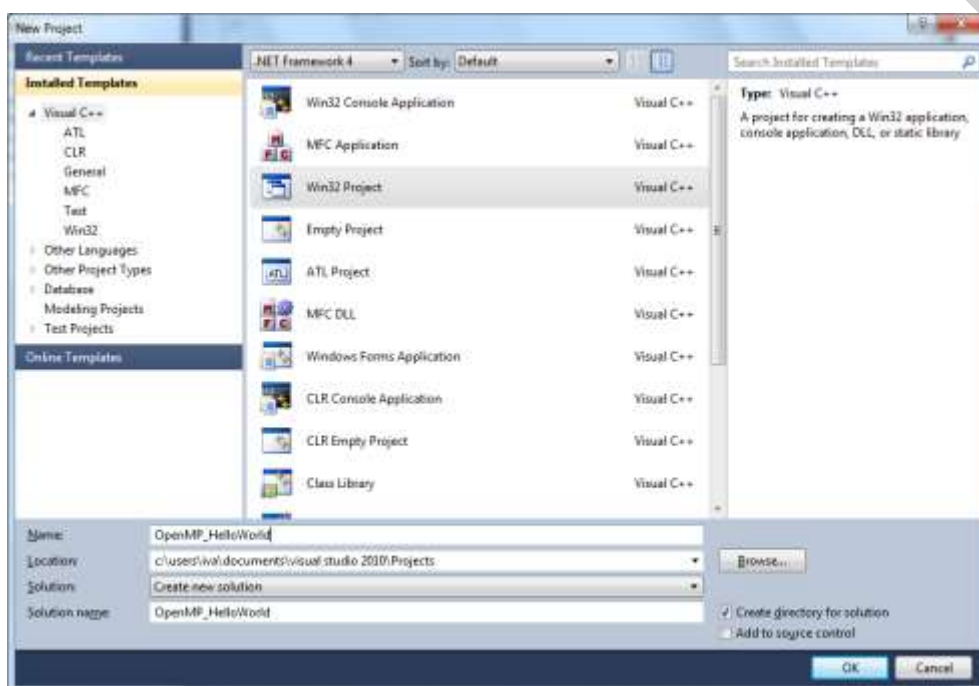 New Project
Recent Templates
.NET Framework 4
Sort by: Default
Search Installed Templates
Installed Templates
Visual C++
ATL
CLR
General
MFC
Test
Win32
Other Languages
Other Project Types
Database
Modeling Projects
Test Projects
Online Templates
Win32 Console Application Visual C++
MFC Application Visual C++
Win32 Project Visual C++
Empty Project Visual C++
ATL Project Visual C++
MFC DLL Visual C++
Windows Forms Application Visual C++
CLR Console Application Visual C++
CLR Empty Project Visual C++
Class Library Visual C++
Type: Visual C++
A project for creating a Win32 application,
console application, DLL, or static library
Name: OpenMP_HelloWorld
Location: c:\users\iva\documents\visual studio 2010\Projects
Browse...
Solution: Create new solution
Solution name: OpenMP_HelloWorld
Create directory for solution
Add to source control
OK Cancel